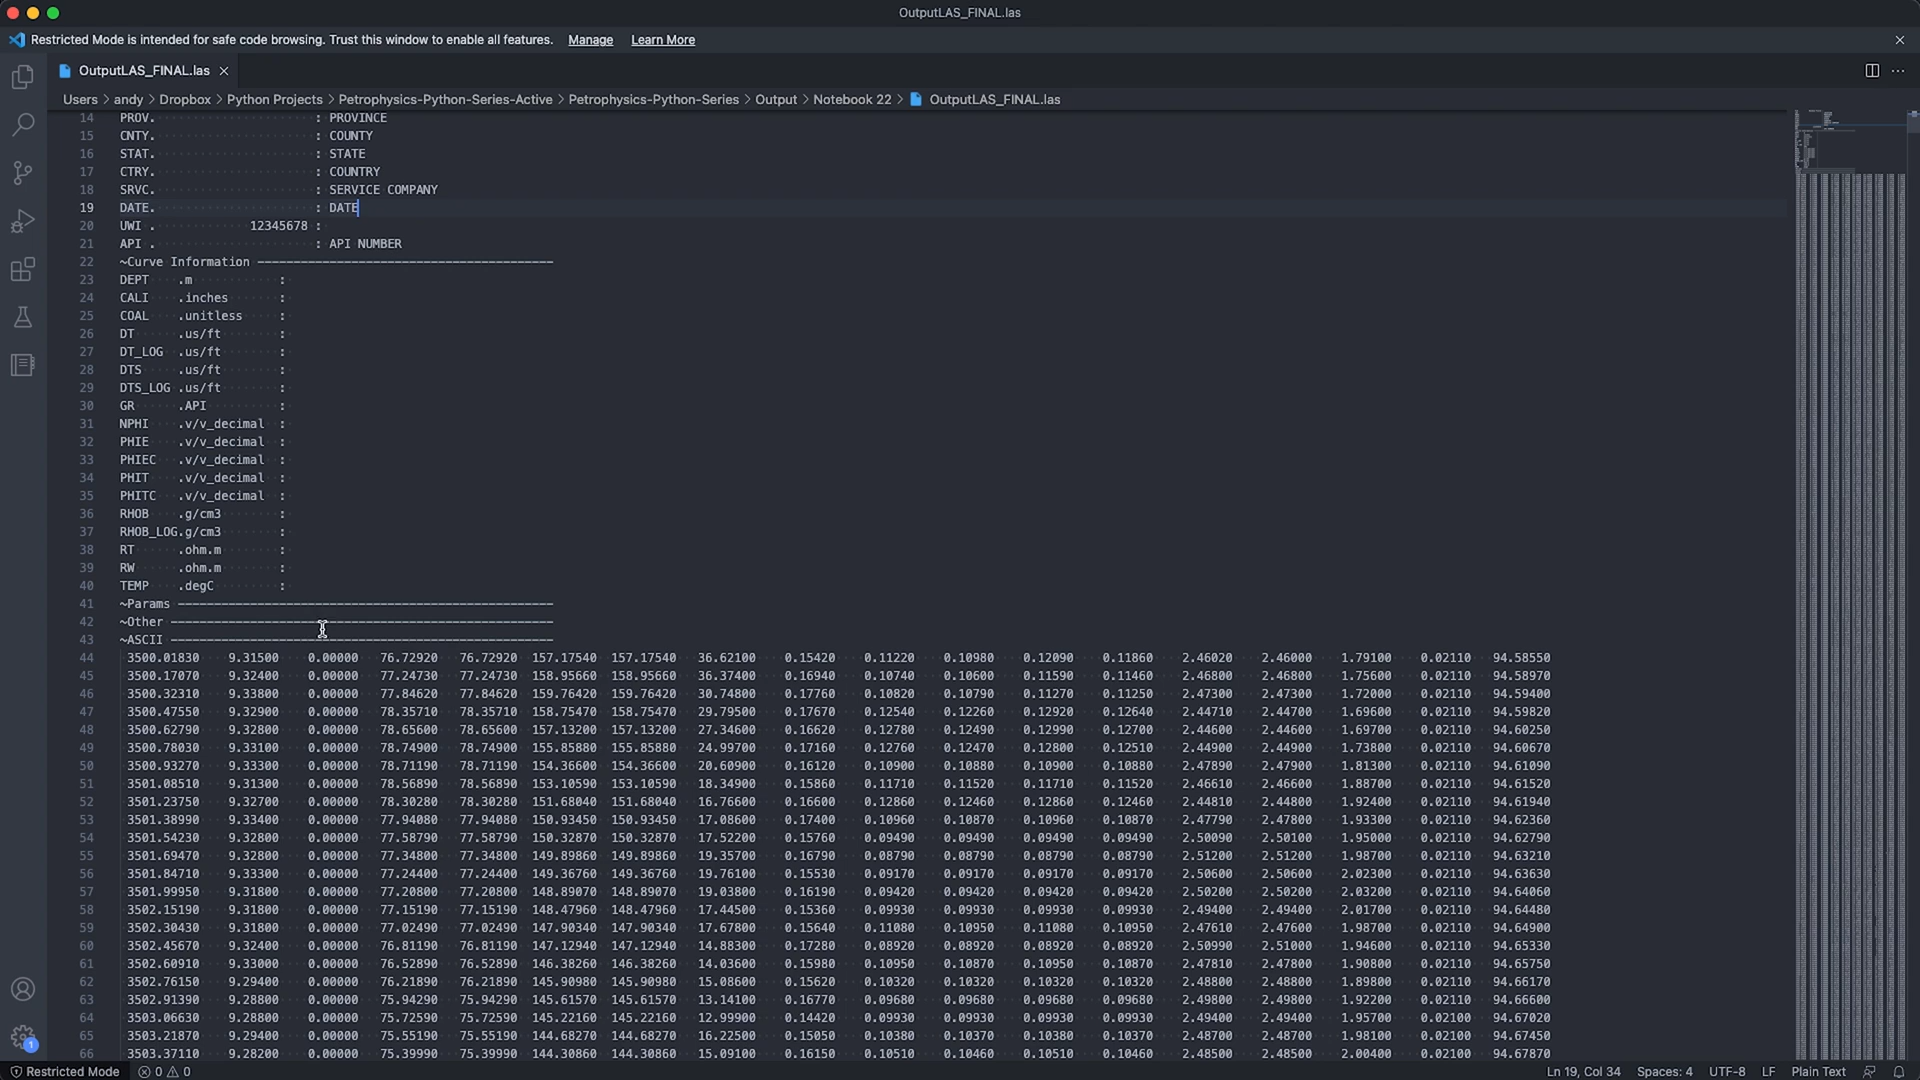 OutputLAS_FINAL.las
Restricted Mode is intended for safe code browsing. Trust this window to enable all features. Manage Learn More
OutputLAS_FINAL.las
Users > andy > Dropbox > Python Projects > Petrophysics-Python-Series-Active > Petrophysics-Python-Series > Output > Notebook 22 > OutputLAS_FINAL.las
14 PROV. : PROVINCE
15 CNTY. : COUNTY
16 STAT. : STATE
17 CTRY. : COUNTRY
18 SRVC. : SERVICE COMPANY
19 DATE. : DATE
20 UWI . 12345678 :
21 API . : API NUMBER
22 ~Curve Information -----------------------------------------
23 DEPT .m :
24 CALI .inches :
25 COAL .unitless :
26 DT .us/ft :
27 DT_LOG .us/ft :
28 DTS .us/ft :
29 DTS_LOG .us/ft :
30 GR .API :
31 NPHI .v/v_decimal :
32 PHIE .v/v_decimal :
33 PHIEC .v/v_decimal :
34 PHIT .v/v_decimal :
35 PHITC .v/v_decimal :
36 RHOB .g/cm3 :
37 RHOB_LOG.g/cm3 :
38 RT .ohm.m :
39 RW .ohm.m :
40 TEMP .degC :
41 ~Params ----------------------------------------------------
42 ~Other -----------------------------------------------------
43 ~ASCII -----------------------------------------------------
44 3500.01830 9.31500 0.00000 76.72920 76.72920 157.17540 157.17540 36.62100 0.15420 0.11220 0.10980 0.12090 0.11860 2.46020 2.46000 1.79100 0.02110 94.58550
45 3500.17070 9.32400 0.00000 77.24730 77.24730 158.95660 158.95660 36.37400 0.16940 0.10740 0.10600 0.11590 0.11460 2.46800 2.46800 1.75600 0.02110 94.58970
46 3500.32310 9.33800 0.00000 77.84620 77.84620 159.76420 159.76420 30.74800 0.17760 0.10820 0.10790 0.11270 0.11250 2.47300 2.47300 1.72000 0.02110 94.59400
47 3500.47550 9.32900 0.00000 78.35710 78.35710 158.75470 158.75470 29.79500 0.17670 0.12540 0.12260 0.12920 0.12640 2.44710 2.44700 1.69600 0.02110 94.59820
48 3500.62790 9.32800 0.00000 78.65600 78.65600 157.13200 157.13200 27.34600 0.16620 0.12780 0.12490 0.12990 0.12700 2.44600 2.44600 1.69700 0.02110 94.60250
49 3500.78030 9.33100 0.00000 78.74900 78.74900 155.85880 155.85880 24.99700 0.17160 0.12760 0.12470 0.12800 0.12510 2.44900 2.44900 1.73800 0.02110 94.60670
50 3500.93270 9.33300 0.00000 78.71190 78.71190 154.36600 154.36600 20.60900 0.16120 0.10900 0.10880 0.10900 0.10880 2.47890 2.47900 1.81300 0.02110 94.61090
51 3501.08510 9.31300 0.00000 78.56890 78.56890 153.10590 153.10590 18.34900 0.15860 0.11710 0.11520 0.11710 0.11520 2.46610 2.46600 1.88700 0.02110 94.61520
52 3501.23750 9.32700 0.00000 78.30280 78.30280 151.68040 151.68040 16.76600 0.16600 0.12860 0.12460 0.12860 0.12460 2.44810 2.44800 1.92400 0.02110 94.61940
53 3501.38990 9.33400 0.00000 77.94080 77.94080 150.93450 150.93450 17.08600 0.17400 0.10960 0.10870 0.10960 0.10870 2.47790 2.47800 1.93300 0.02110 94.62360
54 3501.54230 9.32800 0.00000 77.58790 77.58790 150.32870 150.32870 17.52200 0.15760 0.09490 0.09490 0.09490 0.09490 2.50090 2.50100 1.95000 0.02110 94.62790
55 3501.69470 9.32800 0.00000 77.34800 77.34800 149.89860 149.89860 19.35700 0.16790 0.08790 0.08790 0.08790 0.08790 2.51200 2.51200 1.98700 0.02110 94.63210
56 3501.84710 9.33300 0.00000 77.24400 77.24400 149.36760 149.36760 19.76100 0.15530 0.09170 0.09170 0.09170 0.09170 2.50600 2.50600 2.02300 0.02110 94.63630
57 3501.99950 9.31800 0.00000 77.20800 77.20800 148.89070 148.89070 19.03800 0.16190 0.09420 0.09420 0.09420 0.09420 2.50200 2.50200 2.03200 0.02110 94.64060
58 3502.15190 9.31800 0.00000 77.15190 77.15190 148.47960 148.47960 17.44500 0.15360 0.09930 0.09930 0.09930 0.09930 2.49400 2.49400 2.01700 0.02110 94.64480
59 3502.30430 9.31800 0.00000 77.02490 77.02490 147.90340 147.90340 17.67800 0.15640 0.11080 0.10950 0.11080 0.10950 2.47610 2.47600 1.98700 0.02110 94.64900
60 3502.45670 9.32400 0.00000 76.81190 76.81190 147.12940 147.12940 14.88300 0.17280 0.08920 0.08920 0.08920 0.08920 2.50990 2.51000 1.94600 0.02110 94.65330
61 3502.60910 9.33000 0.00000 76.52890 76.52890 146.38260 146.38260 14.03600 0.15980 0.10950 0.10870 0.10950 0.10870 2.47810 2.47800 1.90800 0.02110 94.65750
62 3502.76150 9.29400 0.00000 76.21890 76.21890 145.90980 145.90980 15.08600 0.15620 0.10320 0.10320 0.10320 0.10320 2.48800 2.48800 1.89800 0.02110 94.66170
63 3502.91390 9.28800 0.00000 75.94290 75.94290 145.61570 145.61570 13.14100 0.16770 0.09680 0.09680 0.09680 0.09680 2.49800 2.49800 1.92200 0.02110 94.66600
64 3503.06630 9.28800 0.00000 75.72590 75.72590 145.22160 145.22160 12.99900 0.14420 0.09930 0.09930 0.09930 0.09930 2.49400 2.49400 1.95700 0.02110 94.67020
65 3503.21870 9.29400 0.00000 75.55190 75.55190 144.68270 144.68270 16.22500 0.15050 0.10380 0.10370 0.10380 0.10370 2.48700 2.48700 1.98100 0.02110 94.67450
66 3503.37110 9.28200 0.00000 75.39990 75.39990 144.30860 144.30860 15.09100 0.16150 0.10510 0.10460 0.10510 0.10460 2.48500 2.48500 2.00400 0.02100 94.67870
1
Restricted Mode 0 0 Ln 19, Col 34 Spaces: 4 UTF-8 LF Plain Text